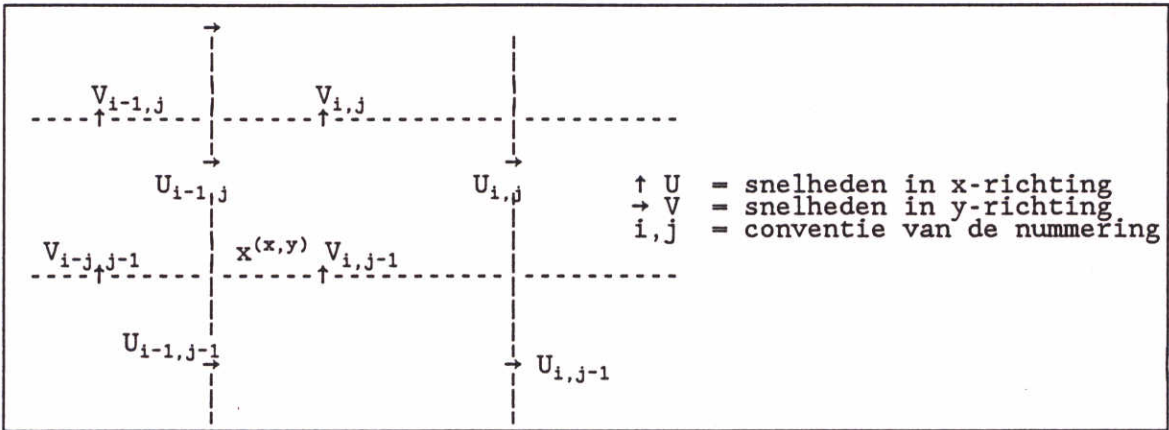 V_{i-1,j} V_{i,j}
U_{i-1,j} U_{i,j}
↑ U = snelheden in x-richting
→ V = snelheden in y-richting
i,j = conventie van de nummering
V_{i-j,j-1} x^{(x,y)} V_{i,j-1}
U_{i-1,j-1} U_{i,j-1}